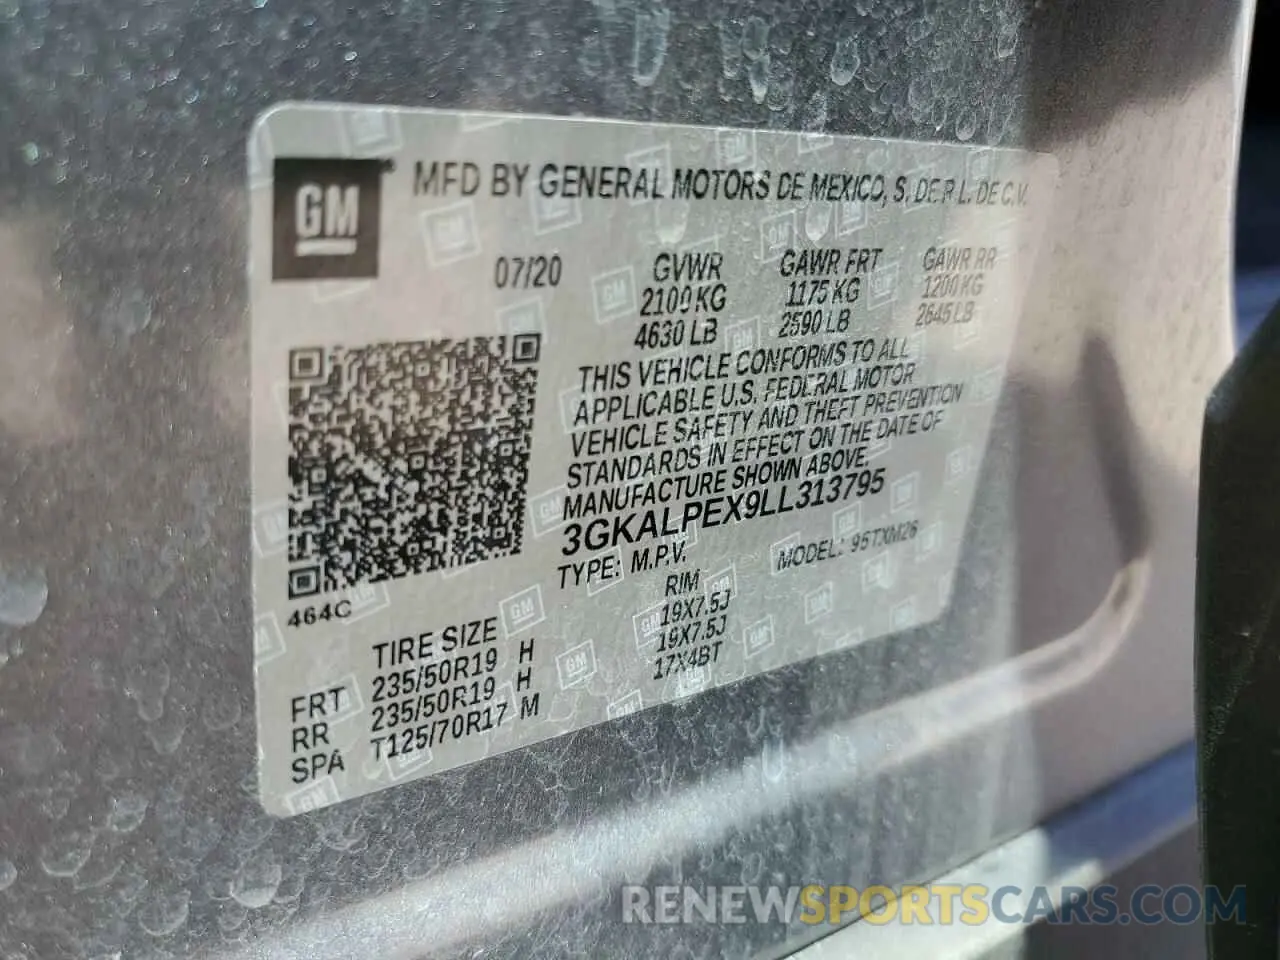 GM
MFD BY GENERAL MOTORS DE MEXICO, S. DE R.L. DE C.V.
07/20
GVWR GAWR FRT GAWR RR
2100 KG 1175 KG 1200 KG
4630 LB 2590 LB 2645 LB
THIS VEHICLE CONFORMS TO ALL
APPLICABLE U.S. FEDERAL MOTOR
VEHICLE SAFETY AND THEFT PREVENTION
STANDARDS IN EFFECT ON THE DATE OF
MANUFACTURE SHOWN ABOVE.
3GKALPEX9LL313795
TYPE: M.P.V. MODEL: 95TXM26
464C
TIRE SIZE RIM
FRT 235/50R19 H 19X7.5J
RR 235/50R19 H 19X7.5J
SPA T125/70R17 M 17X4BT
RENEWSPORTSCARS.COM